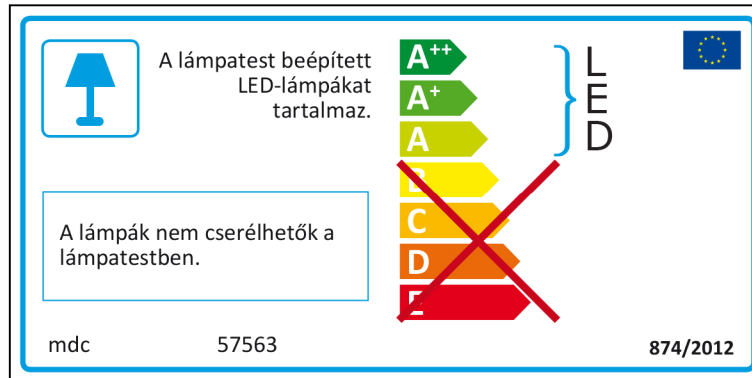 A lámpatest beépített
LED-lámpákat
tartalmaz.
A++
A+
A
B
C
D
E
L
E
D
A lámpák nem cserélhetők a
lámpatestben.
mdc 57563
874/2012